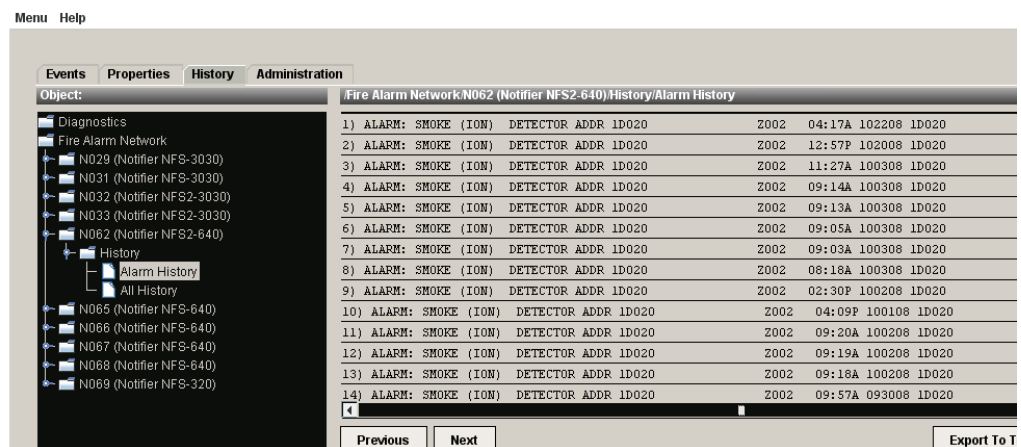 Menu Help
Events Properties History Administration
Object:
Diagnostics
Fire Alarm Network
N029 (Notifier NFS-3030)
N031 (Notifier NFS-3030)
N032 (Notifier NFS2-3030)
N033 (Notifier NFS2-3030)
N062 (Notifier NFS2-640)
History
Alarm History
All History
N065 (Notifier NFS-640)
N066 (Notifier NFS-640)
N067 (Notifier NFS-640)
N068 (Notifier NFS-640)
N069 (Notifier NFS-320)
/Fire Alarm Network/N062 (Notifier NFS2-640)/History/Alarm History
1) ALARM: SMOKE (ION) DETECTOR ADDR 1D020 Z002 04:17A 102208 1D020
2) ALARM: SMOKE (ION) DETECTOR ADDR 1D020 Z002 12:57P 102008 1D020
3) ALARM: SMOKE (ION) DETECTOR ADDR 1D020 Z002 11:27A 100308 1D020
4) ALARM: SMOKE (ION) DETECTOR ADDR 1D020 Z002 09:14A 100308 1D020
5) ALARM: SMOKE (ION) DETECTOR ADDR 1D020 Z002 09:13A 100308 1D020
6) ALARM: SMOKE (ION) DETECTOR ADDR 1D020 Z002 09:05A 100308 1D020
7) ALARM: SMOKE (ION) DETECTOR ADDR 1D020 Z002 09:03A 100308 1D020
8) ALARM: SMOKE (ION) DETECTOR ADDR 1D020 Z002 08:18A 100308 1D020
9) ALARM: SMOKE (ION) DETECTOR ADDR 1D020 Z002 02:30P 100208 1D020
10) ALARM: SMOKE (ION) DETECTOR ADDR 1D020 Z002 04:09P 100108 1D020
11) ALARM: SMOKE (ION) DETECTOR ADDR 1D020 Z002 09:20A 100208 1D020
12) ALARM: SMOKE (ION) DETECTOR ADDR 1D020 Z002 09:19A 100208 1D020
13) ALARM: SMOKE (ION) DETECTOR ADDR 1D020 Z002 09:18A 100208 1D020
14) ALARM: SMOKE (ION) DETECTOR ADDR 1D020 Z002 09:57A 093008 1D020
Previous Next Export To T